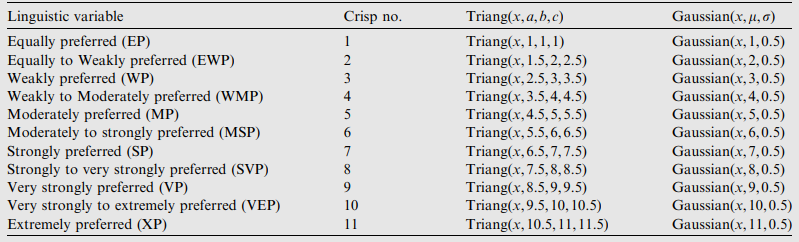 Linguistic variable Crisp no. Triang(x,a,b,c) Gaussian(x,μ,σ)
Equally preferred (EP) 1 Triang(x,1,1,1) Gaussian(x,1,0.5)
Equally to Weakly preferred (EWP) 2 Triang(x,1.5,2,2.5) Gaussian(x,2,0.5)
Weakly preferred (WP) 3 Triang(x,2.5,3,3.5) Gaussian(x,3,0.5)
Weakly to Moderately preferred (WMP) 4 Triang(x,3.5,4,4.5) Gaussian(x,4,0.5)
Moderately preferred (MP) 5 Triang(x,4.5,5,5.5) Gaussian(x,5,0.5)
Moderately to strongly preferred (MSP) 6 Triang(x,5.5,6,6.5) Gaussian(x,6,0.5)
Strongly preferred (SP) 7 Triang(x,6.5,7,7.5) Gaussian(x,7,0.5)
Strongly to very strongly preferred (SVP) 8 Triang(x,7.5,8,8.5) Gaussian(x,8,0.5)
Very strongly preferred (VP) 9 Triang(x,8.5,9,9.5) Gaussian(x,9,0.5)
Very strongly to extremely preferred (VEP) 10 Triang(x,9.5,10,10.5) Gaussian(x,10,0.5)
Extremely preferred (XP) 11 Triang(x,10.5,11,11.5) Gaussian(x,11,0.5)